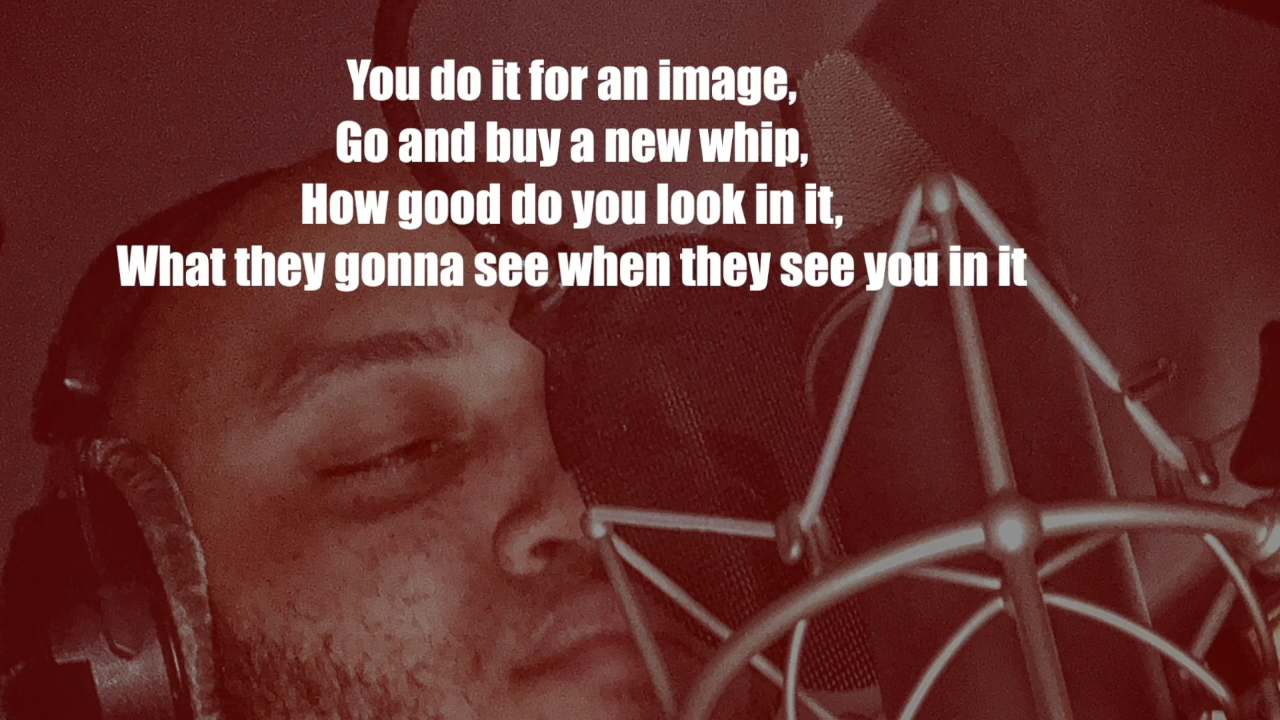 You do it for an image,
Go and buy a new whip,
How good do you look in it,
What they gonna see when they see you in it